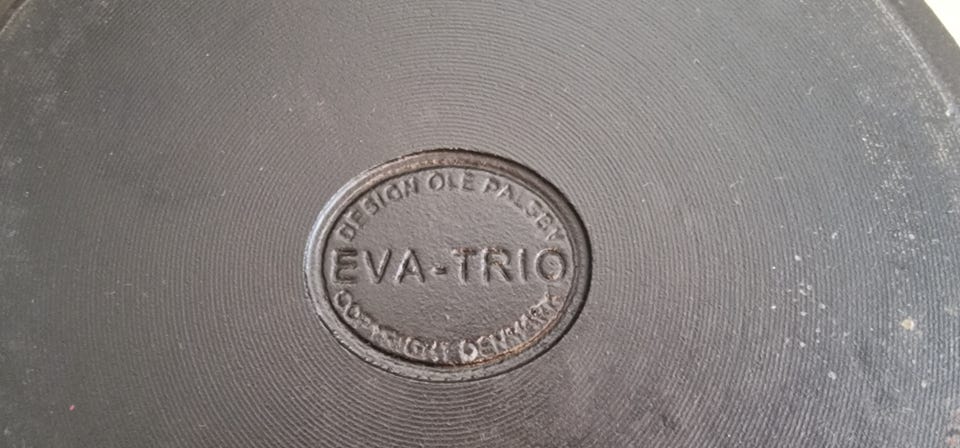 DESIGN OLE PALSBY
EVA-TRIO
COPYRIGHT DENMARK